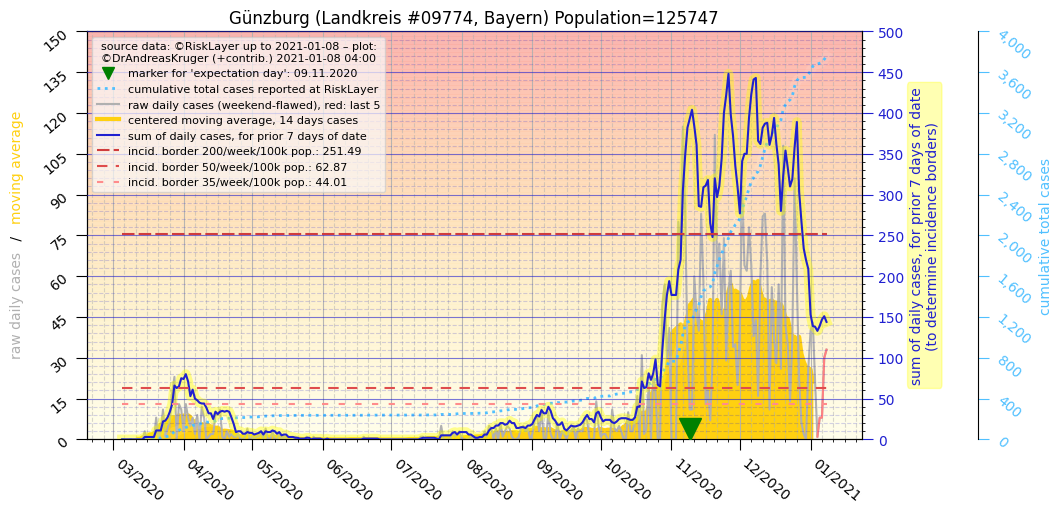 Günzburg (Landkreis #09774, Bayern) Population=125747
source data: ©RiskLayer up to 2021-01-08 – plot:
©DrAndreasKruger (+contrib.) 2021-01-08 04:00
marker for 'expectation day': 09.11.2020
cumulative total cases reported at RiskLayer
raw daily cases (weekend-flawed), red: last 5
centered moving average, 14 days cases
sum of daily cases, for prior 7 days of date
incid. border 200/week/100k pop.: 251.49
incid. border 50/week/100k pop.: 62.87
incid. border 35/week/100k pop.: 44.01
raw daily cases / moving average
150
135
120
105
90
75
60
45
30
15
0
03/2020
04/2020
05/2020
06/2020
07/2020
08/2020
09/2020
10/2020
11/2020
12/2020
01/2021
500
450
400
350
300
250
200
150
100
50
0
sum of daily cases, for prior 7 days of date
(to determine incidence borders)
4,000
3,600
3,200
2,800
2,400
2,000
1,600
1,200
800
400
0
cumulative total cases